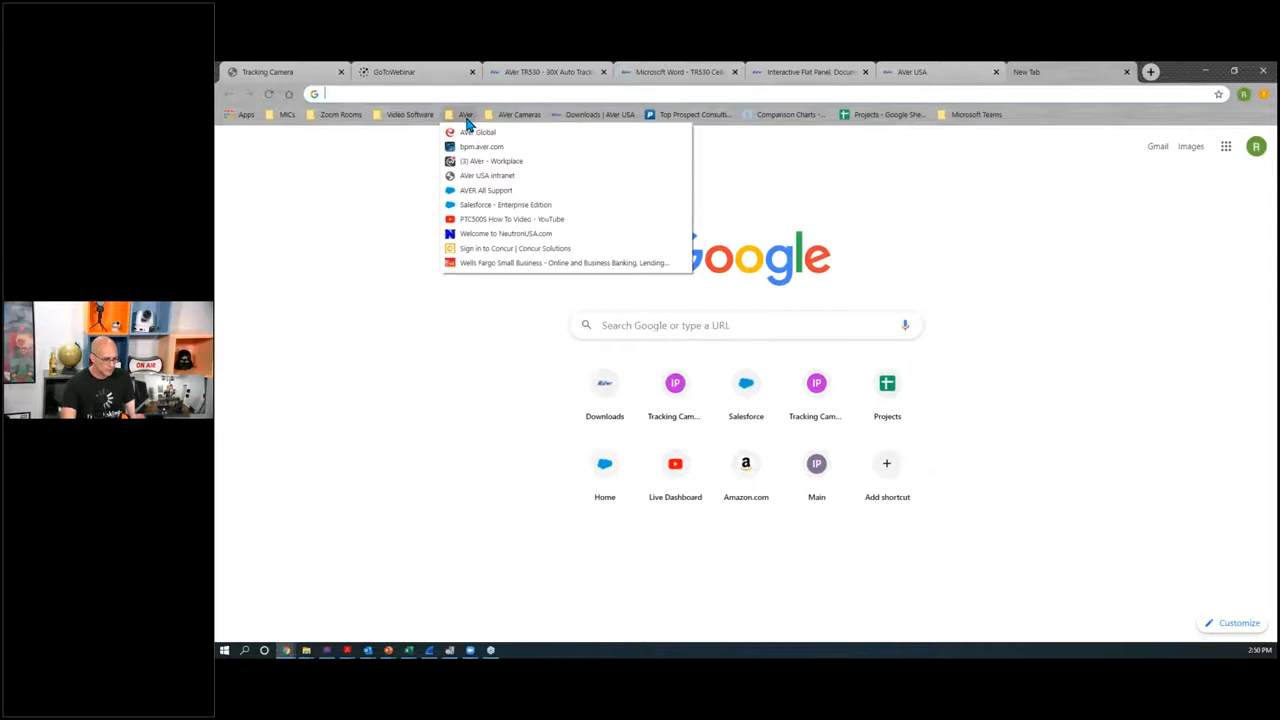 Tracking Camera
GoToWebinar
AVer TR530 - 30X Auto Track
Microsoft Word - TR530 Ceil
Interactive Flat Panel, Docum
AVer USA
New Tab
Apps
MICs
Zoom Rooms
Video Software
AVer
AVer Cameras
Downloads | AVer USA
Top Prospect Consulti...
Comparison Charts -...
Projects - Google She...
Microsoft Teams
AVer Global
bpm.aver.com
(3) AVer - Workplace
AVer USA intranet
AVER All Support
Salesforce - Enterprise Edition
PTC500S How To Video - YouTube
Welcome to NeutronUSA.com
Sign in to Concur | Concur Solutions
Wells Fargo Small Business - Online and Business Banking, Lending...
Gmail
Images
R
Google
Search Google or type a URL
AVer
IP
IP
Downloads
Tracking Cam...
Salesforce
Tracking Cam...
Projects
IP
Home
Live Dashboard
Amazon.com
Main
Add shortcut
ON AIR
Customize
2:50 PM